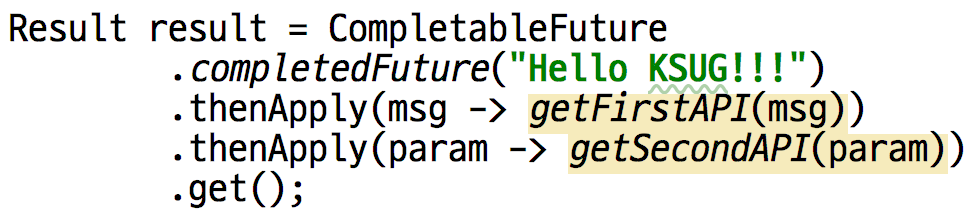 Result result = CompletableFuture
.completedFuture("Hello KSUG!!!")
.thenApply(msg -> getFirstAPI(msg))
.thenApply(param -> getSecondAPI(param))
.get();